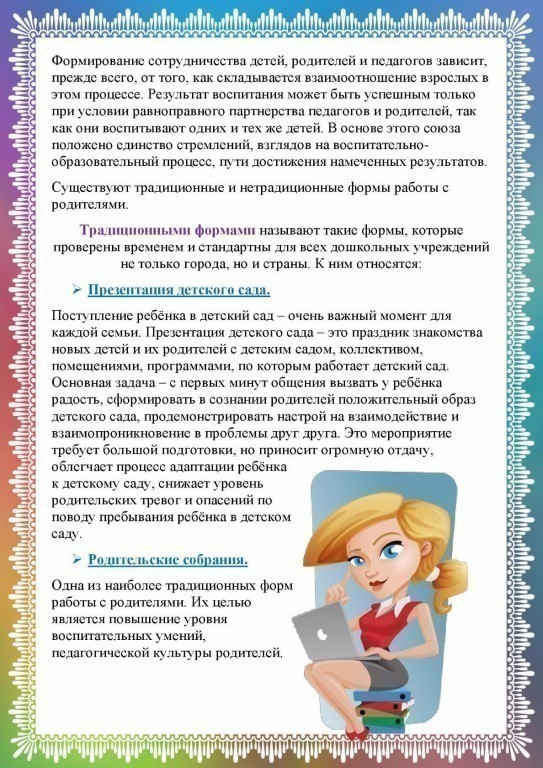 Формирование сотрудничества детей, родителей и педагогов зависит,
прежде всего, от того, как складывается взаимоотношение взрослых в
этом процессе. Результат воспитания может быть успешным только
при условии равноправного партнерства педагогов и родителей, так
как они воспитывают одних и тех же детей. В основе этого союза
положено единство стремлений, взглядов на воспитательно-
образовательный процесс, пути достижения намеченных результатов.
Существуют традиционные и нетрадиционные формы работы с
родителями.
Традиционными формами называют такие формы, которые
проверены временем и стандартны для всех дошкольных учреждений
не только города, но и страны. К ним относятся:
➢ Презентация детского сада.
Поступление ребёнка в детский сад – очень важный момент для
каждой семьи. Презентация детского сада – это праздник знакомства
новых детей и их родителей с детским садом, коллективом,
помещениями, программами, по которым работает детский сад.
Основная задача – с первых минут общения вызвать у ребёнка
радость, сформировать в сознании родителей положительный образ
детского сада, продемонстрировать настрой на взаимодействие и
взаимопроникновение в проблемы друг друга. Это мероприятие
требует большой подготовки, но приносит огромную отдачу,
облегчает процесс адаптации ребёнка
к детскому саду, снижает уровень
родительских тревог и опасений по
поводу пребывания ребёнка в детском
саду.
➢ Родительские собрания.
Одна из наиболее традиционных форм
работы с родителями. Их целью
является повышение уровня
воспитательных умений,
педагогической культуры родителей.